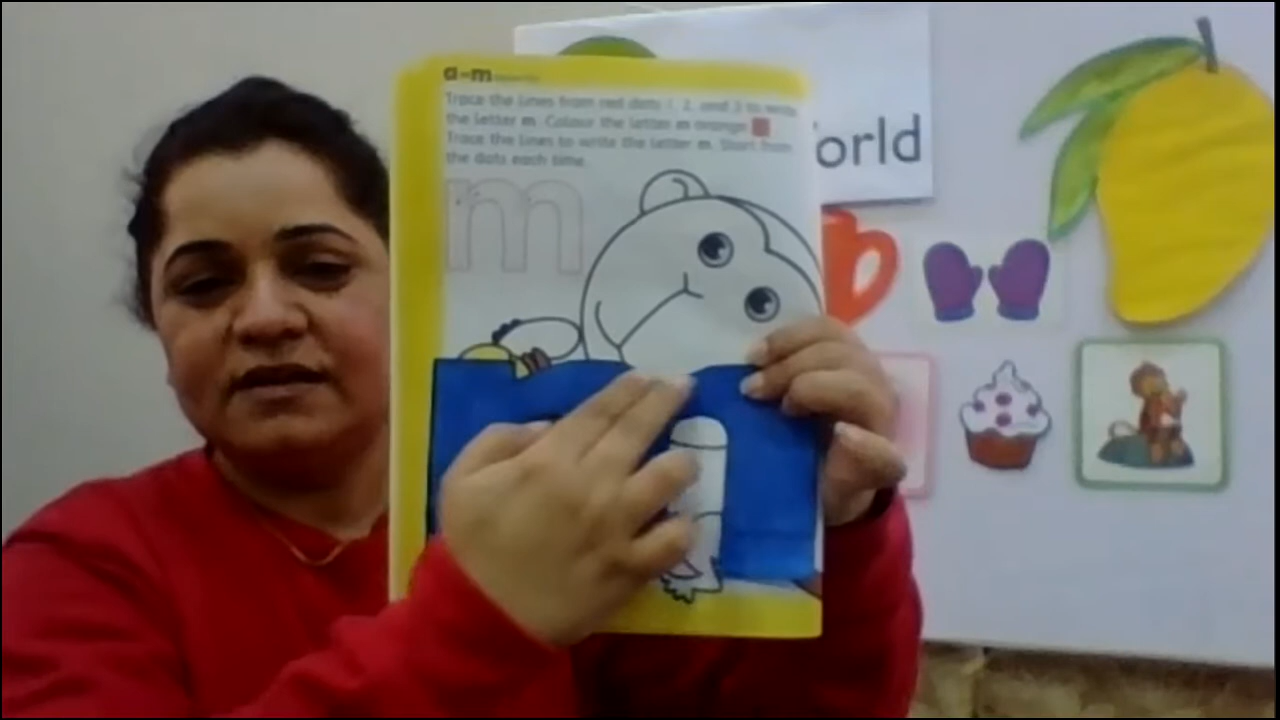 a-m
Trace the lines from red dots 1, 2, and 3 to write
the letter m. Colour the letter m orange
Trace the lines to write the letter m. Start from
the dots each time.
m
orld